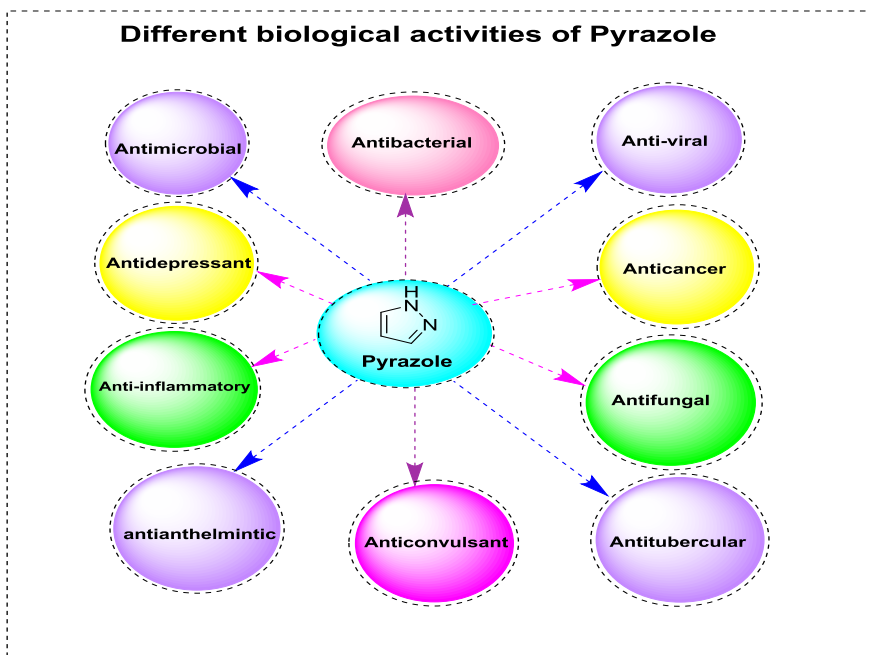 Different biological activities of Pyrazole
Antimicrobial
Antibacterial
Anti-viral
Antidepressant
Anticancer
H
N
N
Pyrazole
Anti-inflammatory
Antifungal
antianthelmintic
Anticonvulsant
Antitubercular